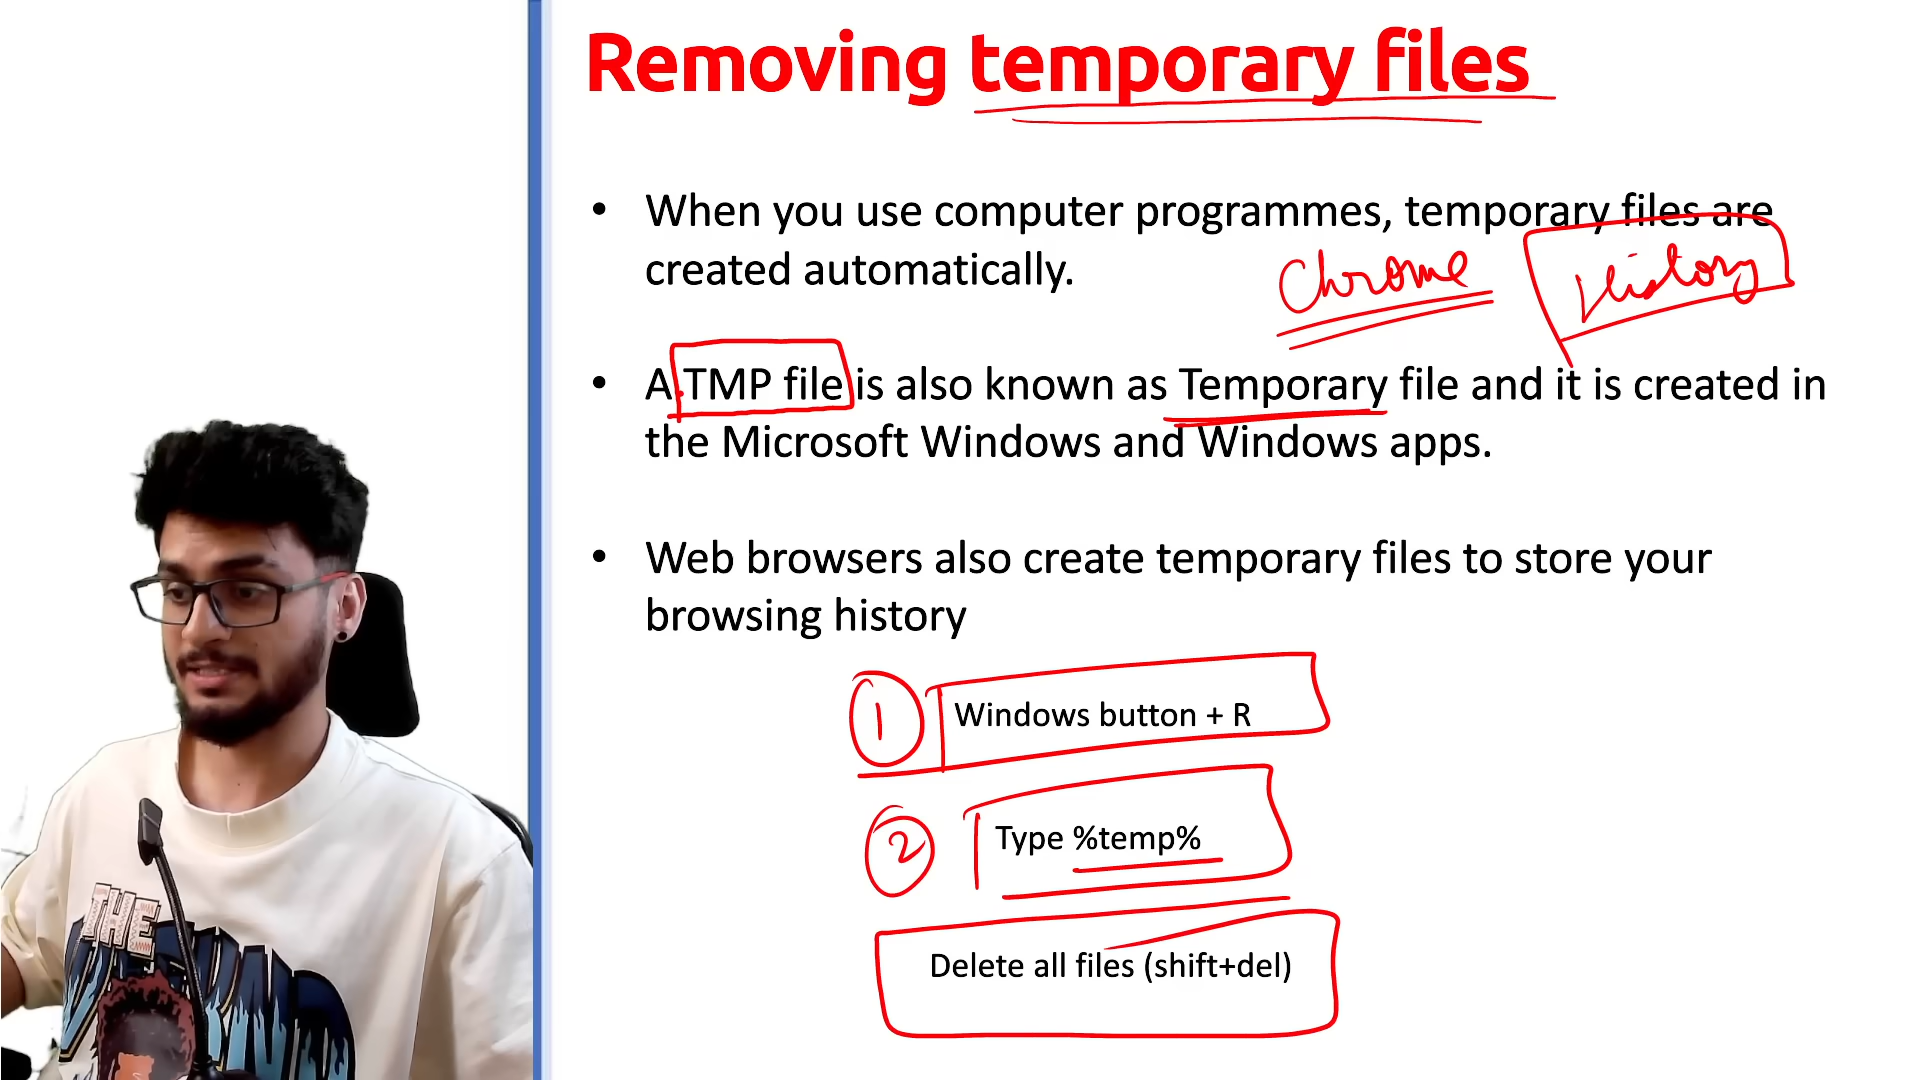 Removing temporary files
• When you use computer programmes, temporary files are
created automatically.
Chrome
History
• A.TMP file is also known as Temporary file and it is created in
the Microsoft Windows and Windows apps.
• Web browsers also create temporary files to store your
browsing history
1 Windows button + R
2 Type %temp%
Delete all files (shift+del)
THE